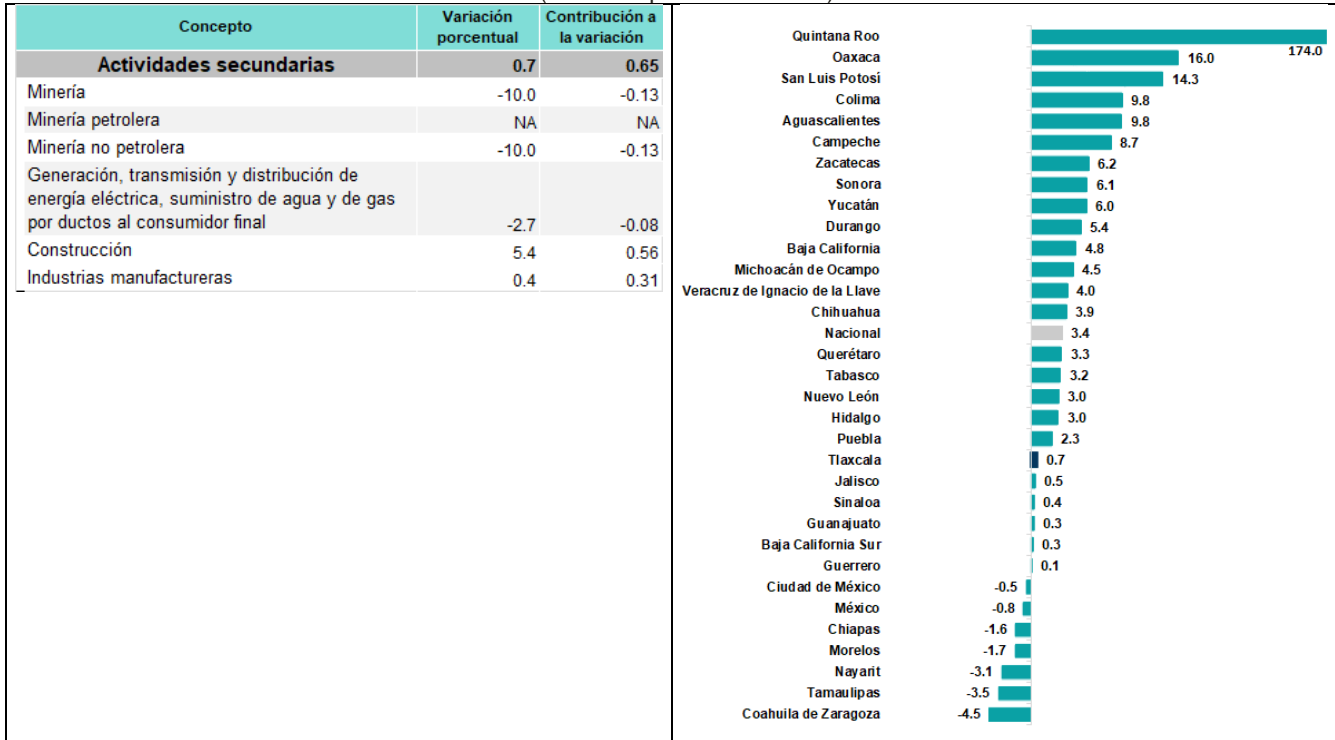 Concepto
Variación
porcentual
Contribución a
la variación
Actividades secundarias 0.7 0.65
Minería -10.0 -0.13
Minería petrolera NA NA
Minería no petrolera -10.0 -0.13
Generación, transmisión y distribución de
energía eléctrica, suministro de agua y de gas
por ductos al consumidor final -2.7 -0.08
Construcción 5.4 0.56
Industrias manufactureras 0.4 0.31
Quintana Roo 174.0
Oaxaca 16.0
San Luis Potosí 14.3
Colima 9.8
Aguascalientes 9.8
Campeche 8.7
Zacatecas 6.2
Sonora 6.1
Yucatán 6.0
Durango 5.4
Baja California 4.8
Michoacán de Ocampo 4.5
Veracruz de Ignacio de la Llave 4.0
Chihuahua 3.9
Nacional 3.4
Querétaro 3.3
Tabasco 3.2
Nuevo León 3.0
Hidalgo 3.0
Puebla 2.3
Tlaxcala 0.7
Jalisco 0.5
Sinaloa 0.4
Guanajuato 0.3
Baja California Sur 0.3
Guerrero 0.1
Ciudad de México -0.5
México -0.8
Chiapas -1.6
Morelos -1.7
Nayarit -3.1
Tamaulipas -3.5
Coahuila de Zaragoza -4.5